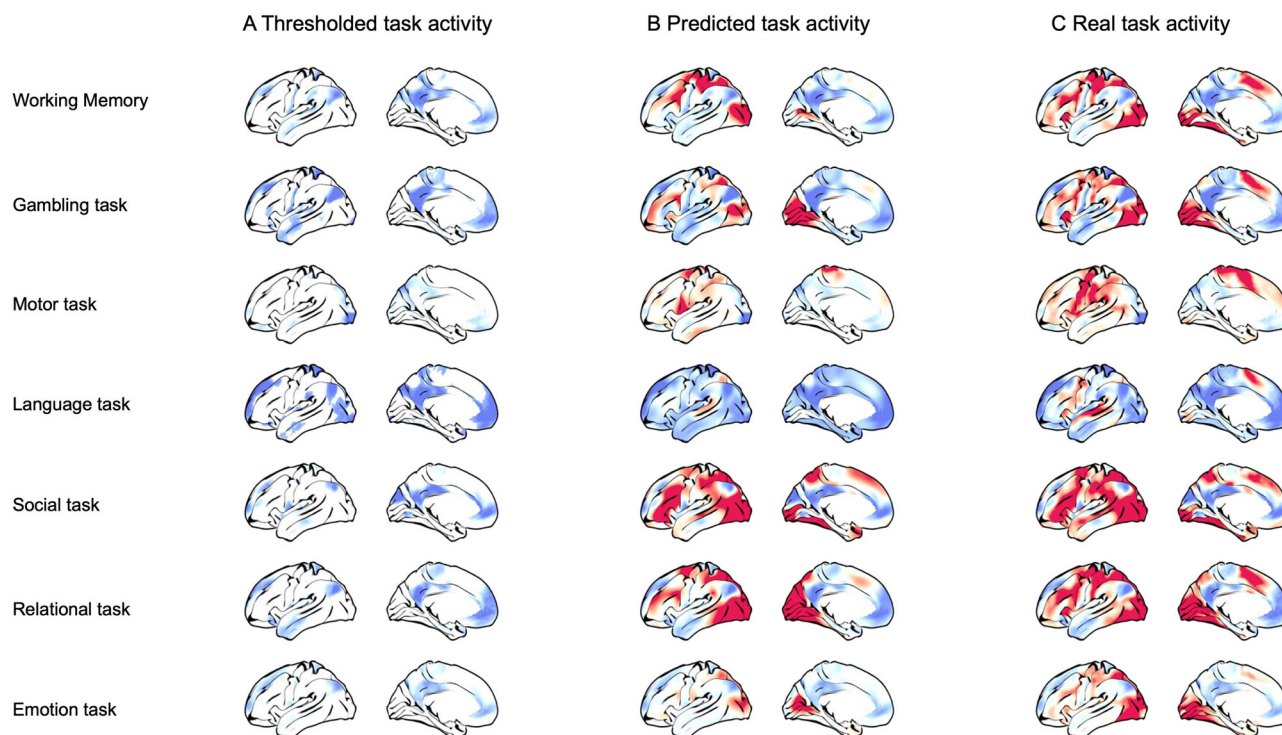 A Thresholded task activity B Predicted task activity C Real task activity
Working Memory
Gambling task
Motor task
Language task
Social task
Relational task
Emotion task